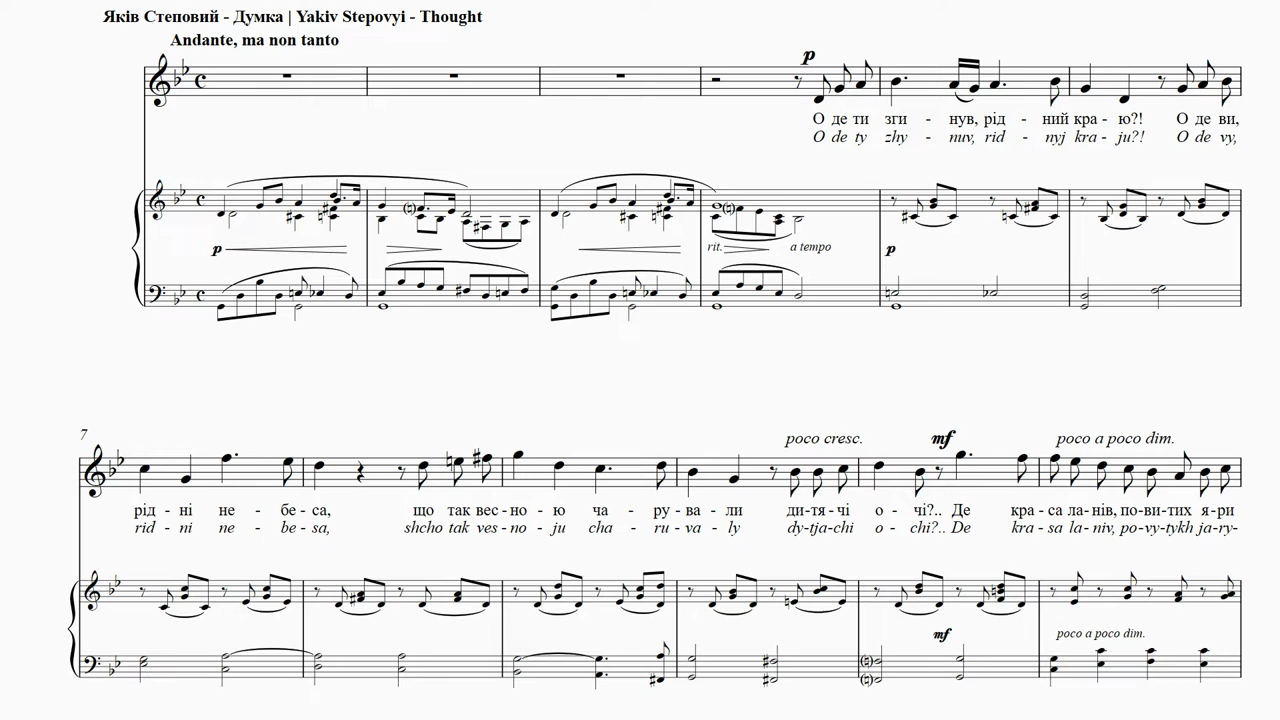 Яків Степовий - Думка | Yakiv Stepovyi - Thought
Andante, ma non tanto
p
О де ти зги - нув, рід - ний кра - ю?! О де ви,
O de ty zhy - nuv, rid - nyj kra - ju?! O de vy,
p
rit. a tempo p
7
poco cresc. mf poco a poco dim.
рід - ні не - бе - са, що так вес - но - ю ча - ру - ва - ли ди - тя - чі о - чі?.. Де кра - са ла - нів, по - ви - тих я - ри
rid - ni ne - be - sa, shcho tak ves - no - ju cha - ru - va - ly dy - tja - chi o - chi?.. De kra - sa la - niv, po - vy - tykh ja - ry -
mf poco a poco dim.